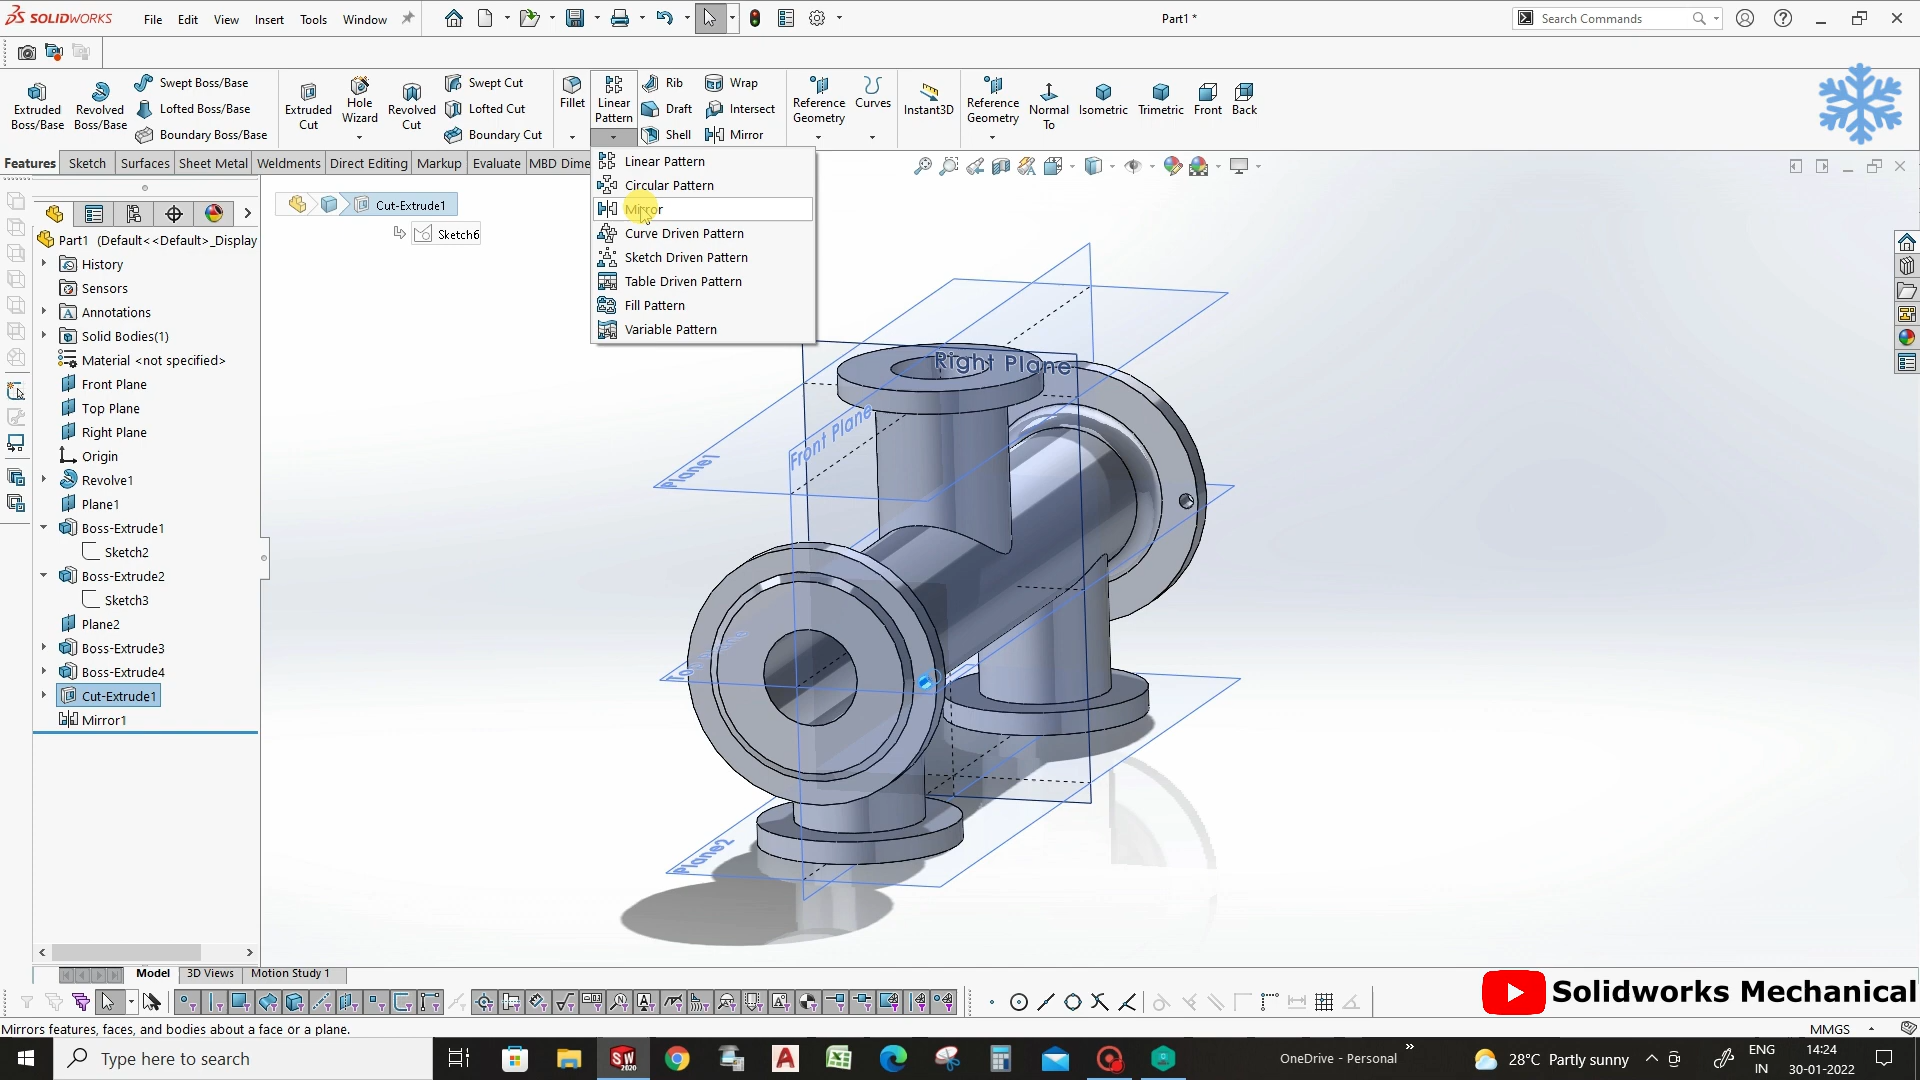 SOLIDWORKS
File Edit View Insert Tools Window
Part1 *
Search Commands
Extruded Boss/Base
Revolved Boss/Base
Swept Boss/Base
Lofted Boss/Base
Boundary Boss/Base
Extruded Cut
Hole Wizard
Revolved Cut
Swept Cut
Lofted Cut
Boundary Cut
Fillet
Linear Pattern
Rib
Draft
Shell
Wrap
Intersect
Mirror
Reference Geometry
Curves
Instant3D
Reference Geometry
Normal To
Isometric
Trimetric
Front
Back
Features Sketch Surfaces Sheet Metal Weldments Direct Editing Markup Evaluate MBD Dime
Linear Pattern
Circular Pattern
Mirror
Curve Driven Pattern
Sketch Driven Pattern
Table Driven Pattern
Fill Pattern
Variable Pattern
Cut-Extrude1
Sketch6
Part1 (Default<<Default>_Display
History
Sensors
Annotations
Solid Bodies(1)
Material <not specified>
Front Plane
Top Plane
Right Plane
Origin
Revolve1
Plane1
Boss-Extrude1
Sketch2
Boss-Extrude2
Sketch3
Plane2
Boss-Extrude3
Boss-Extrude4
Cut-Extrude1
Mirror1
Right Plane
Front Plane
Plane1
Plane2
Model 3D Views Motion Study 1
Solidworks Mechanical
Mirrors features, faces, and bodies about a face or a plane.
MMGS
Type here to search
SW
2020
OneDrive - Personal
28°C Partly sunny
ENG
IN
14:24
30-01-2022